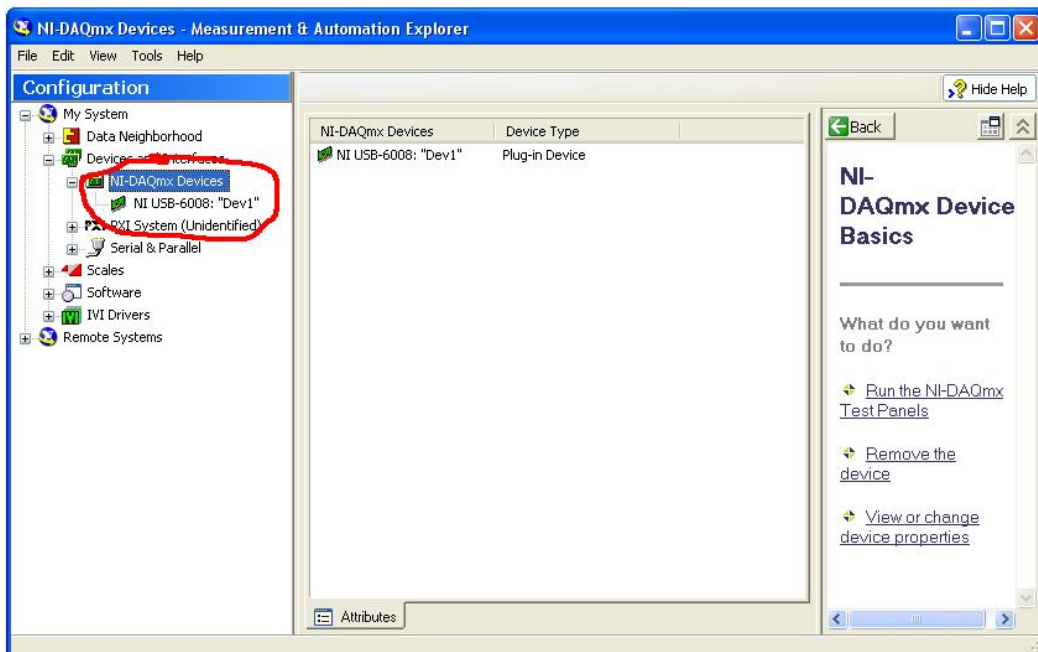 NI-DAQmx Devices - Measurement & Automation Explorer
File Edit View Tools Help
Configuration
Hide Help
My System
Data Neighborhood
Devices and Interfaces
NI-DAQmx Devices
NI USB-6008: "Dev1"
PXI PXI System (Unidentified)
Serial & Parallel
Scales
Software
IVI Drivers
Remote Systems
NI-DAQmx Devices Device Type
NI USB-6008: "Dev1" Plug-in Device
Attributes
Back
NI-
DAQmx Device
Basics
What do you want
to do?
Run the NI-DAQmx
Test Panels
Remove the
device
View or change
device properties